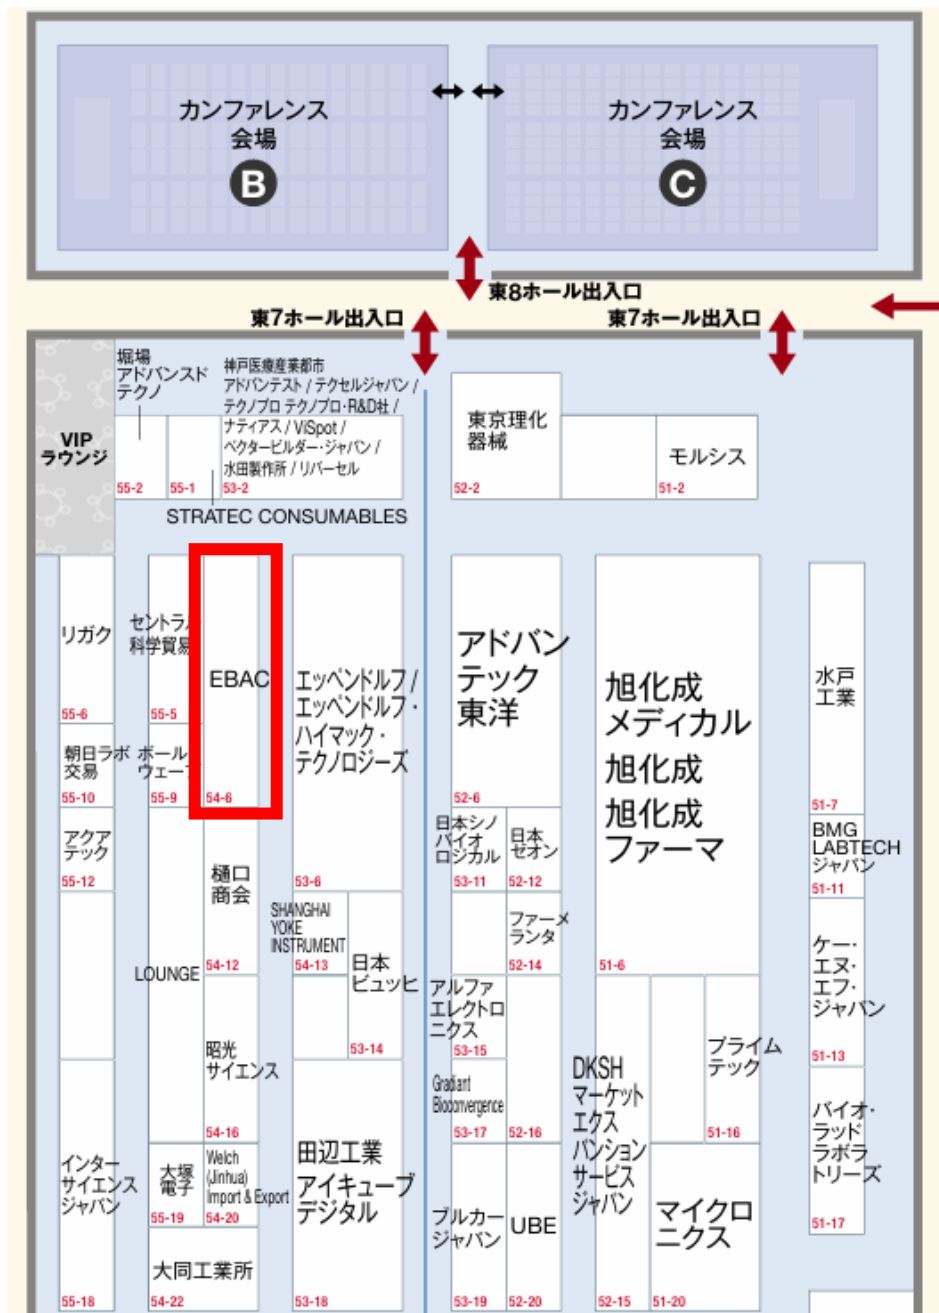 カンファレンス
会場
B
カンファレンス
会場
C
東8ホール出入口
東7ホール出入口
東7ホール出入口
VIP
ラウンジ
堀場
アドバンスド
テクノ
55-2
55-1
神戸医療産業都市
アドバンテスト / テクセルジャパン /
テクノプロ テクノプロ・R&D社 /
ナティアス / ViSpot /
ベクタービルダー・ジャパン /
水田製作所 / リバーセル
53-2
STRATEC CONSUMABLES
東京理化
器械
52-2
モルシス
51-2
リガク
55-6
セントラル
科学貿易
55-5
EBAC
54-6
エッペンドルフ /
エッペンドルフ・
ハイマック・
テクノロジーズ
53-6
アドバン
テック
東洋
52-6
旭化成
メディカル
旭化成
旭化成
ファーマ
51-6
水戸
工業
51-7
朝日ラボ
交易
55-10
ボール
ウェーブ
55-9
アクア
テック
55-12
樋口
商会
54-12
日本シノ
バイオ
ロジカル
53-11
日本
ゼオン
52-12
BMG
LABTECH
ジャパン
51-11
SHANGHAI
YOKE
INSTRUMENT
54-13
日本
ビュッヒ
53-14
ファーメ
ランタ
52-14
LOUNGE
アルファ
エレクトロ
ニクス
53-15
ケー・
エヌ・
エフ・
ジャパン
51-13
昭光
サイエンス
54-16
Gradiant
Bioconvergence
53-17
52-16
DKSH
マーケット
エクス
パンション
サービス
ジャパン
52-15
プライム
テック
51-16
バイオ・
ラッド
ラボラ
トリーズ
51-17
インター
サイエンス
ジャパン
55-18
大塚
電子
55-19
Welch
(Jinhua)
Import & Export
54-20
田辺工業
アイキューブ
デジタル
53-18
ブルカー
ジャパン
53-19
UBE
52-20
マイクロ
ニクス
51-20
大同工業所
54-22